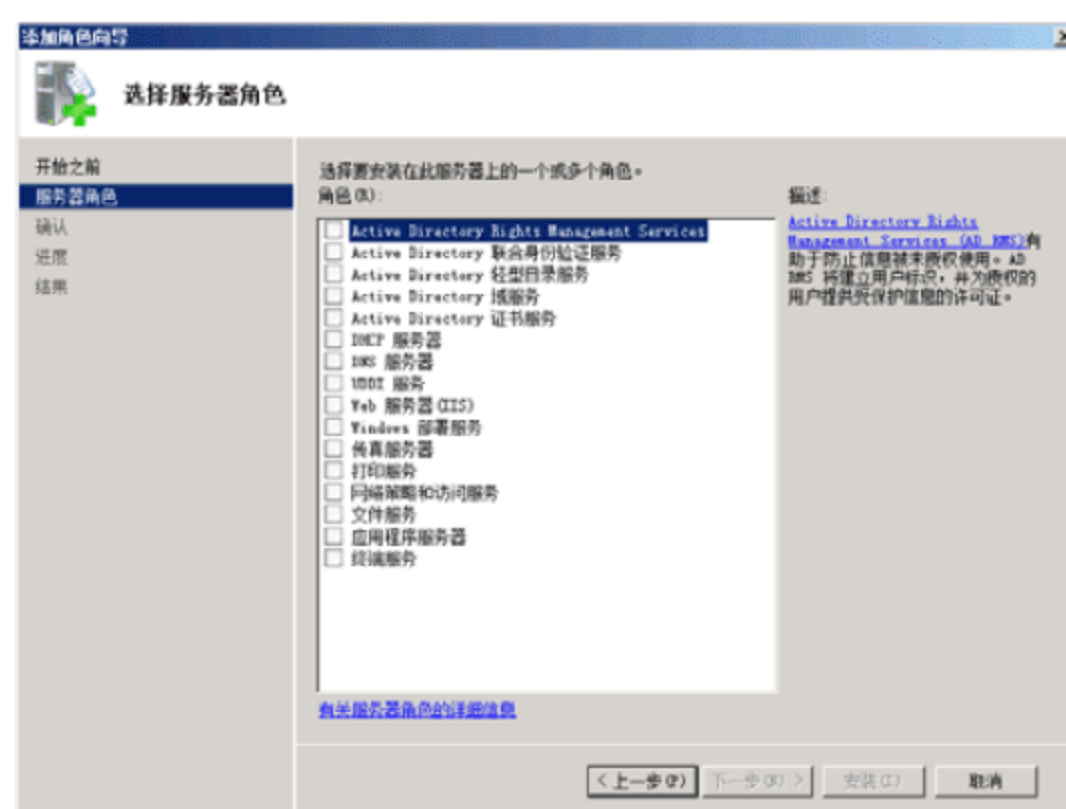 添加角色向导
选择服务器角色
开始之前
服务器角色
确认
进度
结果
选择要安装在此服务器上的一个或多个角色。
角色(R):
Active Directory Rights Management Services
Active Directory 联合身份验证服务
Active Directory 轻型目录服务
Active Directory 域服务
Active Directory 证书服务
DHCP 服务器
DNS 服务器
UDDI 服务
Web 服务器(IIS)
Windows 部署服务
传真服务器
打印服务
网络策略和访问服务
文件服务
应用程序服务器
终端服务
有关服务器角色的详细信息
描述:
Active Directory Rights
Management Services (AD RMS)有
助于防止信息被未授权使用。AD
RMS 将建立用户标识，并为授权的
用户提供受保护信息的许可证。
< 上一步(P)
下一步(N) >
安装(I)
取消